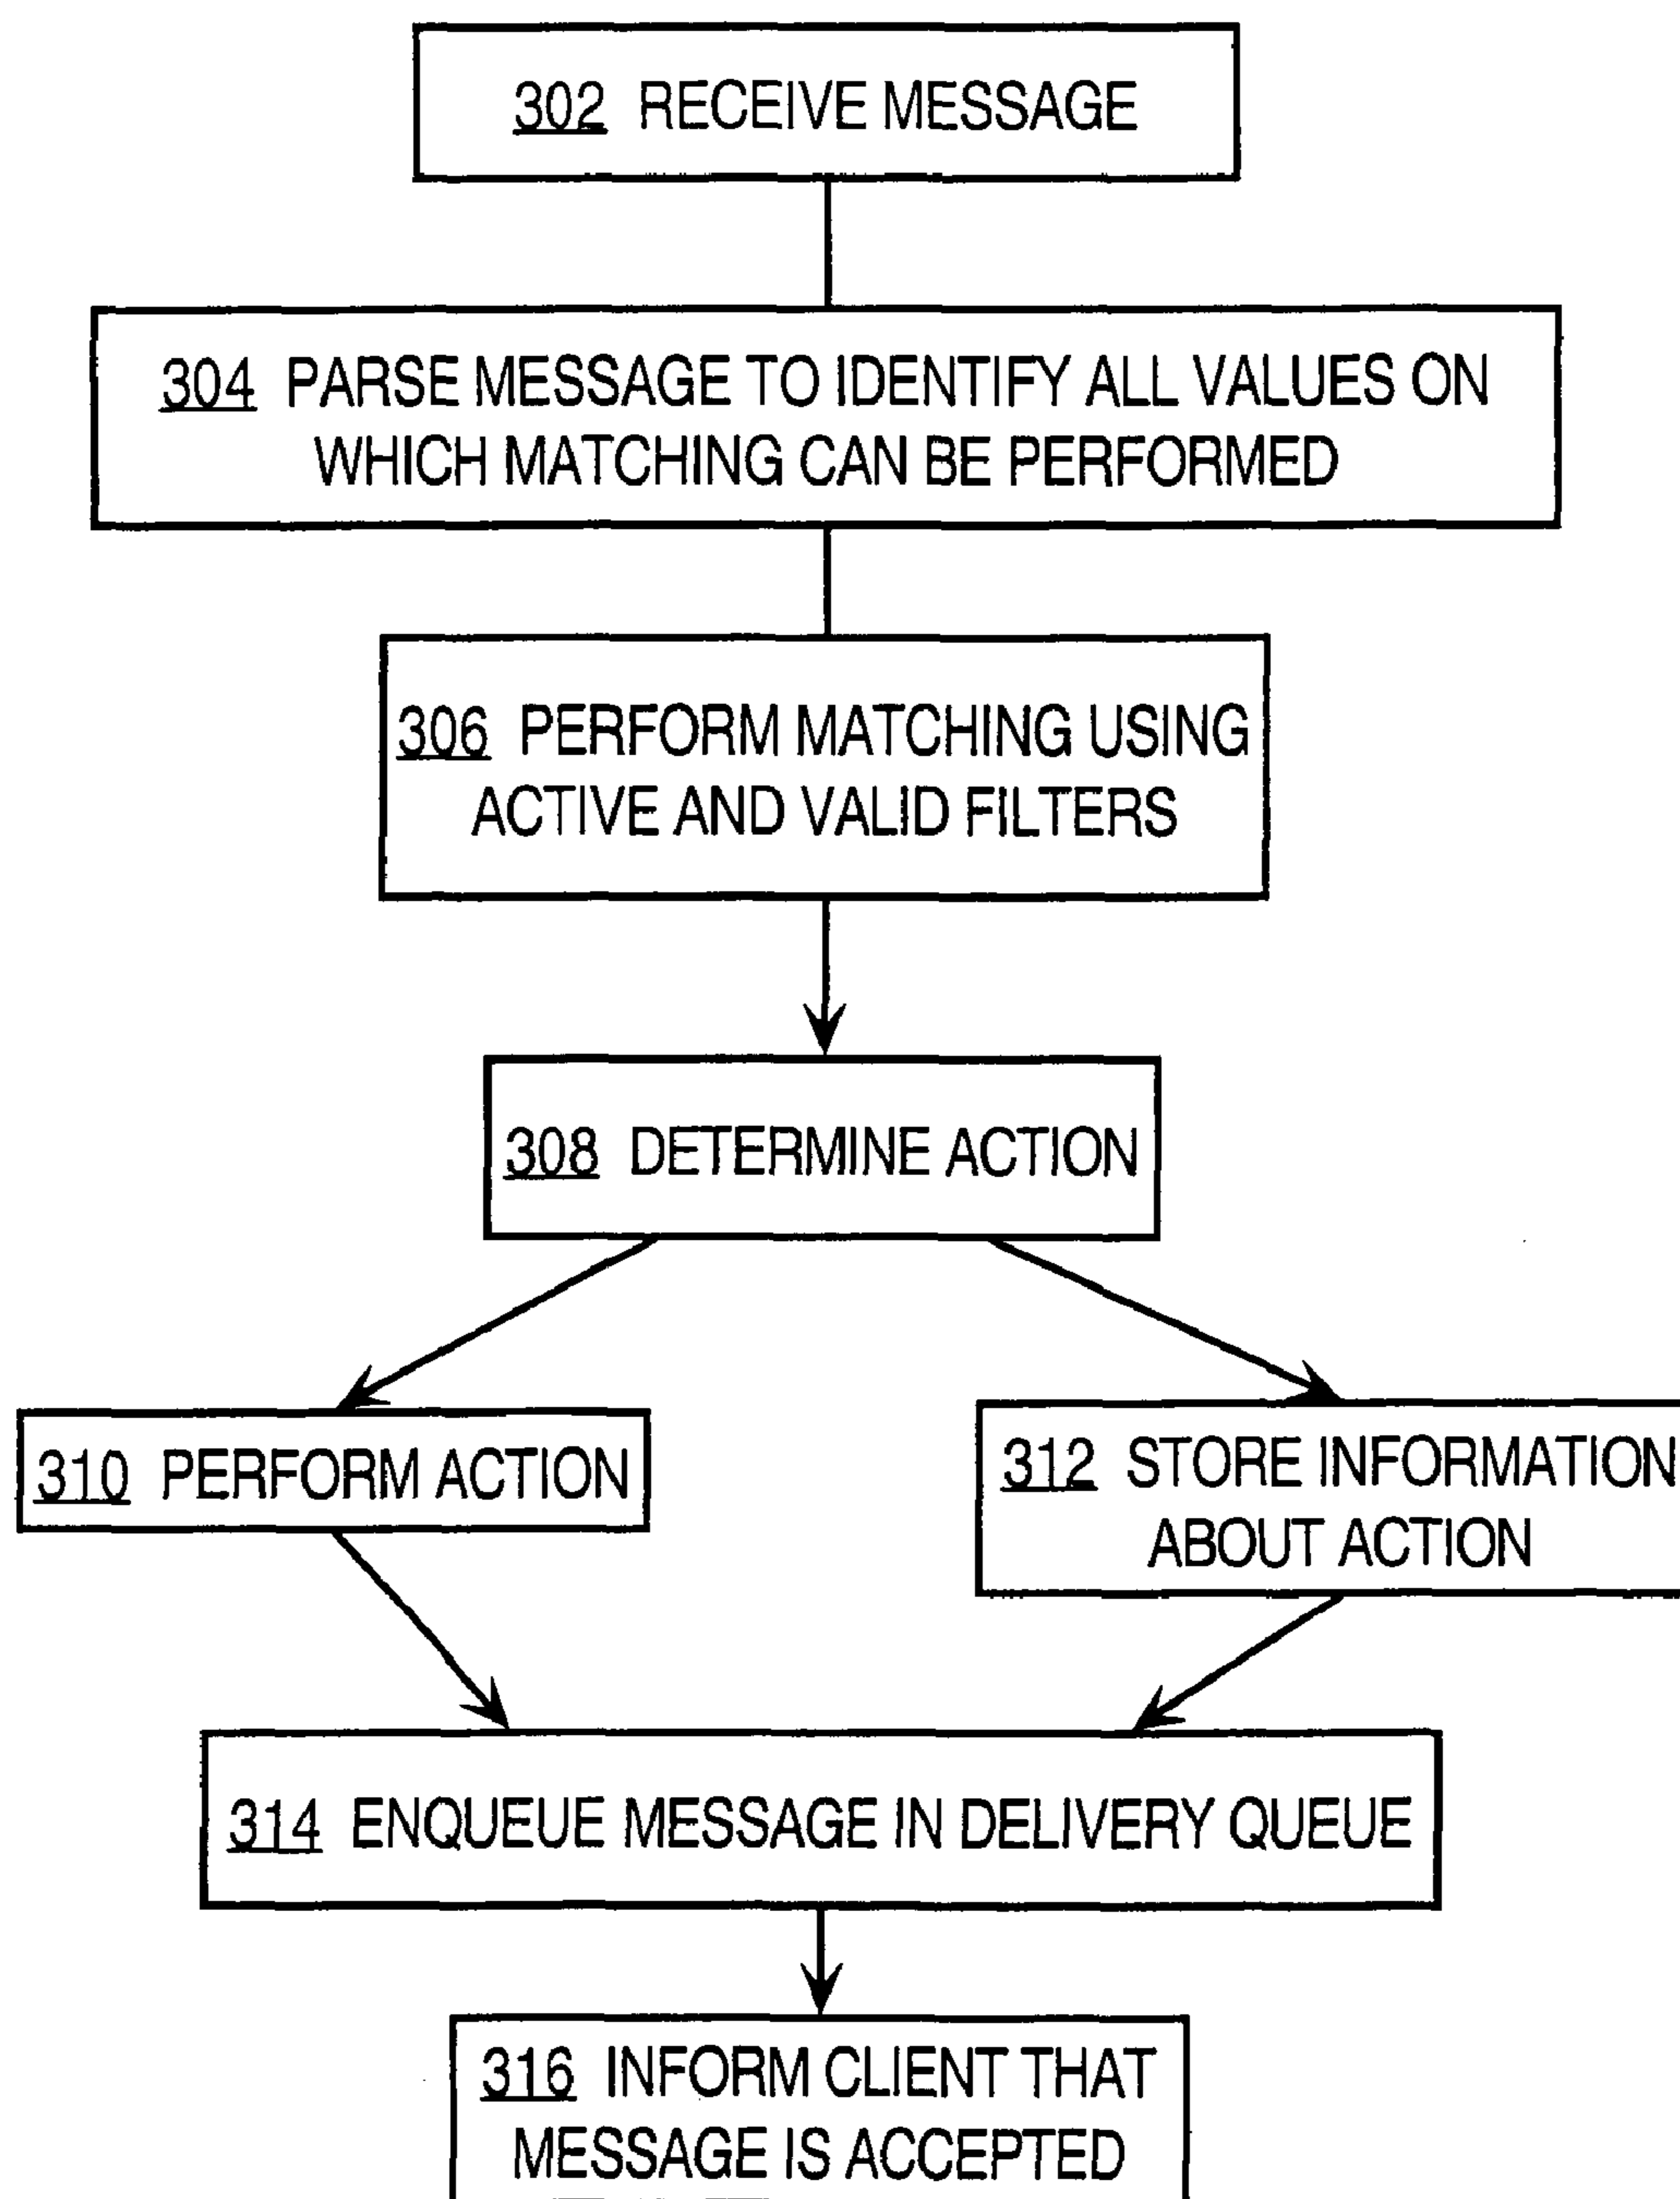 302 RECEIVE MESSAGE
304 PARSE MESSAGE TO IDENTIFY ALL VALUES ON
WHICH MATCHING CAN BE PERFORMED
306 PERFORM MATCHING USING
ACTIVE AND VALID FILTERS
308 DETERMINE ACTION
310 PERFORM ACTION
312 STORE INFORMATION
ABOUT ACTION
314 ENQUEUE MESSAGE IN DELIVERY QUEUE
316 INFORM CLIENT THAT
MESSAGE IS ACCEPTED